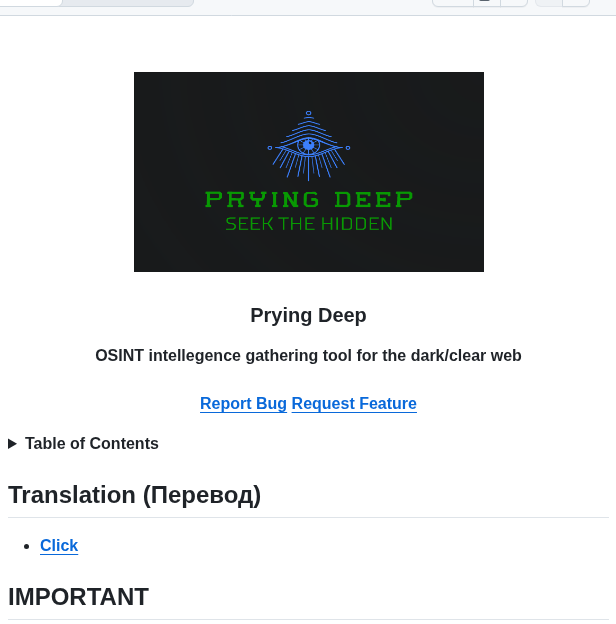 PRYING DEEP
SEEK THE HIDDEN
Prying Deep
OSINT intellegence gathering tool for the dark/clear web
Report Bug Request Feature
Table of Contents
Translation (Перевод)
Click
IMPORTANT